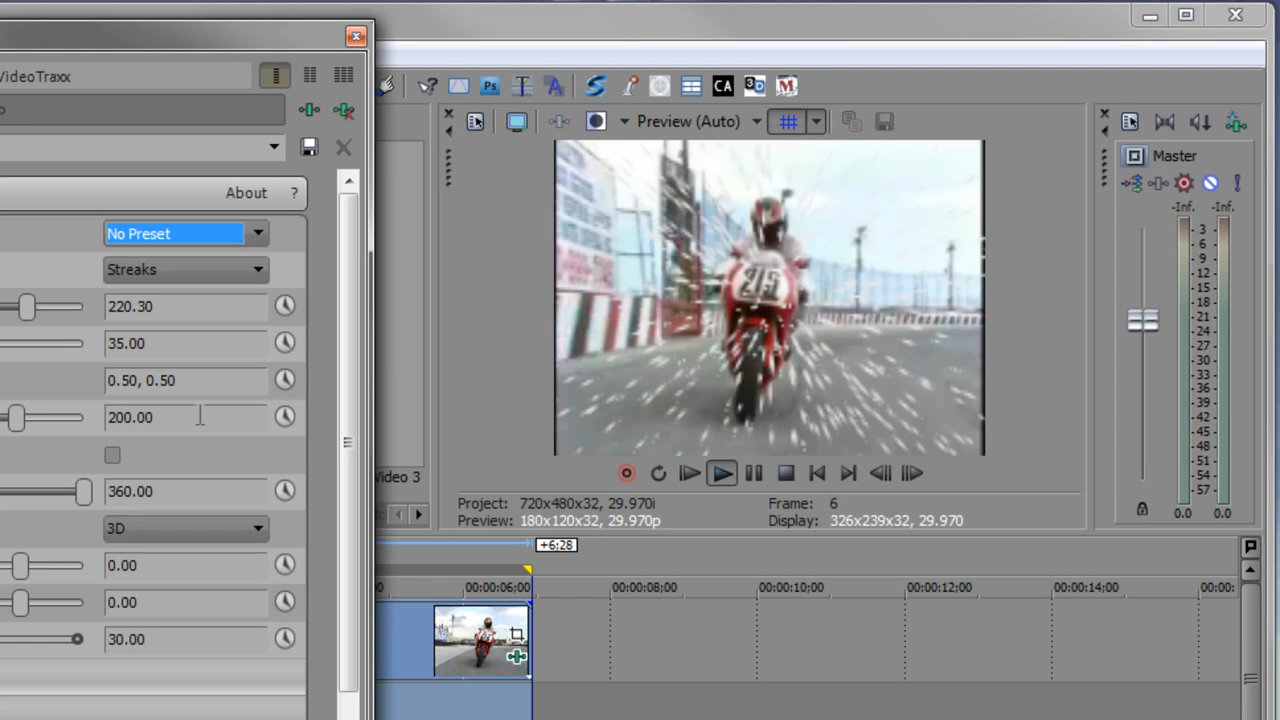 VideoTraxx
Ps
A
CA
3D
M
Preview (Auto)
Master
About ?
-Inf. -Inf.
No Preset
Streaks
220.30
35.00
0.50, 0.50
200.00
360.00
3D
0.00
0.00
30.00
215
3
6
9
12
15
18
21
24
27
30
33
36
39
42
45
48
51
54
57
0.0 0.0
Video 3
Project: 720x480x32, 29.970i Frame: 6
Preview: 180x120x32, 29.970p Display: 326x239x32, 29.970
+6;28
00:00:06;00 00:00:08;00 00:00:10;00 00:00:12;00 00:00:14;00 00:00: